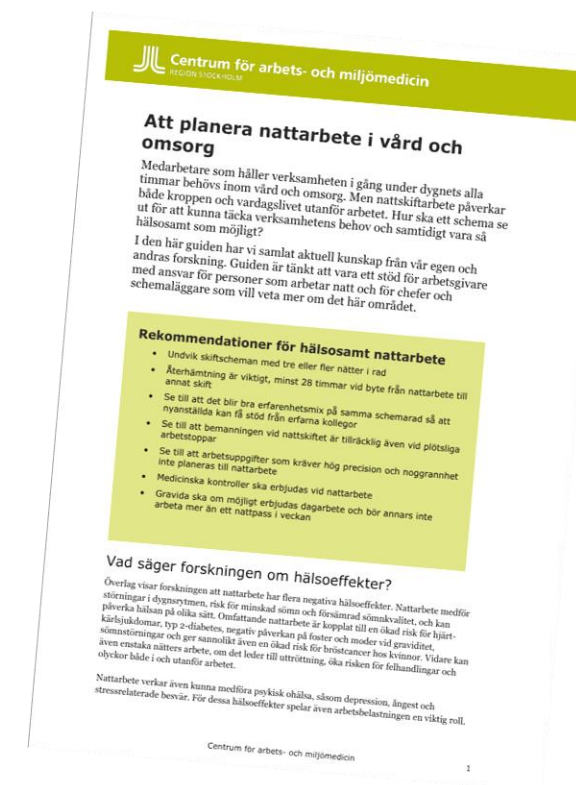 Centrum för arbets- och miljömedicin
REGION STOCKHOLM
Att planera nattarbete i vård och
omsorg
Medarbetare som håller verksamheten i gång under dygnets alla
timmar behövs inom vård och omsorg. Men nattskiftarbete påverkar
både kroppen och vardagslivet utanför arbetet. Hur ska ett schema se
ut för att kunna täcka verksamhetens behov och samtidigt vara så
hälsosamt som möjligt?
I den här guiden har vi samlat aktuell kunskap från vår egen och
andras forskning. Guiden är tänkt att vara ett stöd för arbetsgivare
med ansvar för personer som arbetar natt och för chefer och
schemaläggare som vill veta mer om det här området.
Rekommendationer för hälsosamt nattarbete
• Undvik skiftscheman med tre eller fler nätter i rad
• Återhämtning är viktigt, minst 28 timmar vid byte från nattarbete till
annat skift
• Se till att det blir bra erfarenhetsmix på samma schemarad så att
nyanställda kan få stöd från erfarna kollegor
• Se till att bemanningen vid nattskiftet är tillräcklig även vid plötsliga
arbetstoppar
• Se till att arbetsuppgifter som kräver hög precision och noggrannhet
inte planeras till nattarbete
• Medicinska kontroller ska erbjudas vid nattarbete
• Gravida ska om möjligt erbjudas dagarbete och bör annars inte
arbeta mer än ett nattpass i veckan
Vad säger forskningen om hälsoeffekter?
Överlag visar forskningen att nattarbete har flera negativa hälsoeffekter. Nattarbete medför
störningar i dygnsrytmen, risk för minskad sömn och försämrad sömnkvalitet, och kan
påverka hälsan på olika sätt. Omfattande nattarbete är kopplat till en ökad risk för hjärt-
kärlsjukdomar, typ 2-diabetes, negativ påverkan på foster och moder vid graviditet,
sömnstörningar och ger sannolikt även en ökad risk för bröstcancer hos kvinnor. Vidare kan
även enstaka nätters arbete, om det leder till uttröttning, öka risken för felhandlingar och
olyckor både i och utanför arbetet.
Nattarbete verkar även kunna medföra psykisk ohälsa, såsom depression, ångest och
stressrelaterade besvär. För dessa hälsoeffekter spelar även arbetsbelastningen en viktig roll.
Centrum för arbets- och miljömedicin
1